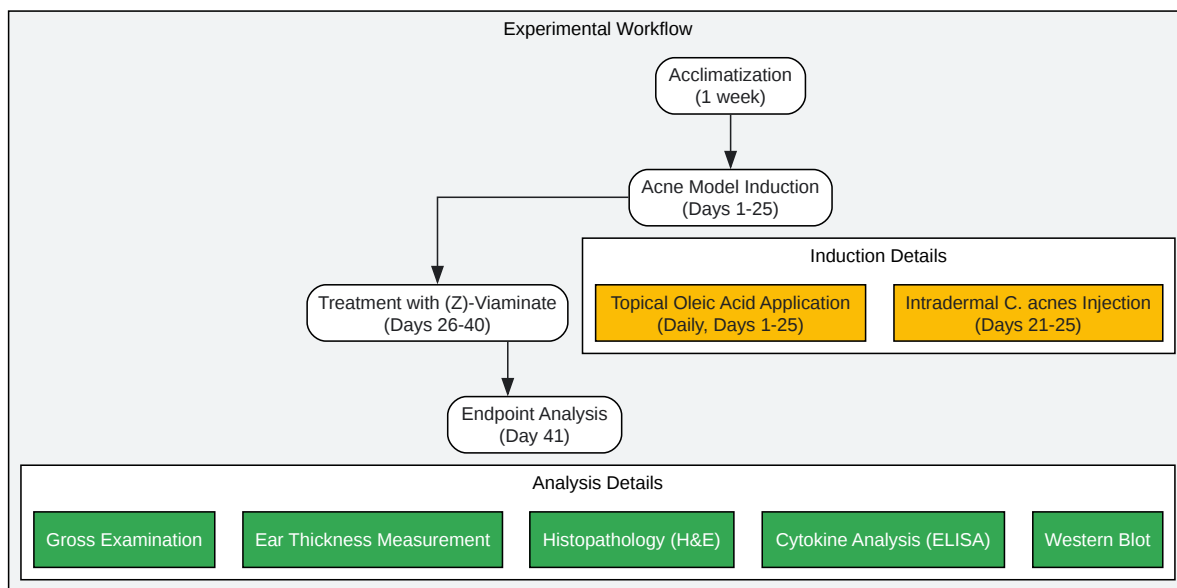 Experimental Workflow
Acclimatization
(1 week)
Acne Model Induction
(Days 1-25)
Induction Details
Topical Oleic Acid Application
(Daily, Days 1-25)
Intradermal C. acnes Injection
(Days 21-25)
Treatment with (Z)-Viaminate
(Days 26-40)
Endpoint Analysis
(Day 41)
Analysis Details
Gross Examination
Ear Thickness Measurement
Histopathology (H&E)
Cytokine Analysis (ELISA)
Western Blot